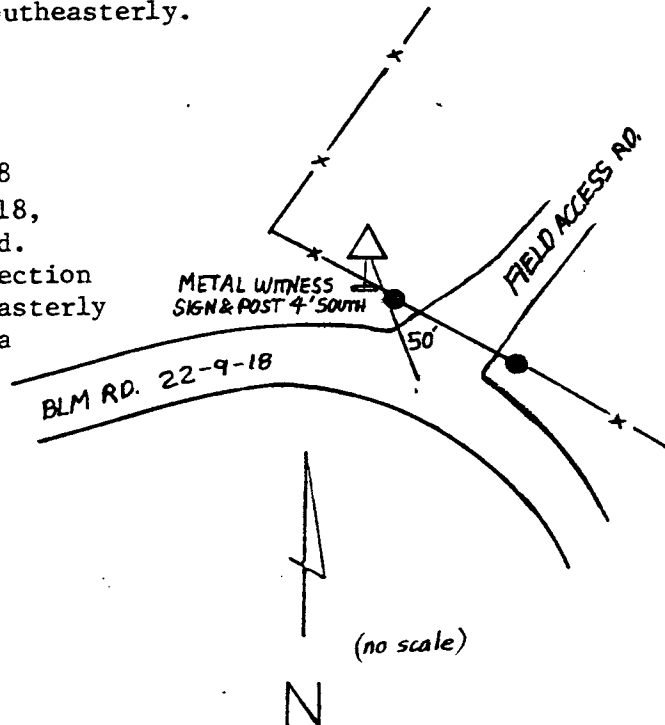 utheasterly.
8
18,
d.
ection
easterly
a
FIELD ACCESS RD.
METAL WITNESS
SIGN & POST 4' SOUTH
50'
BLM RD. 22-9-18
(no scale)
N